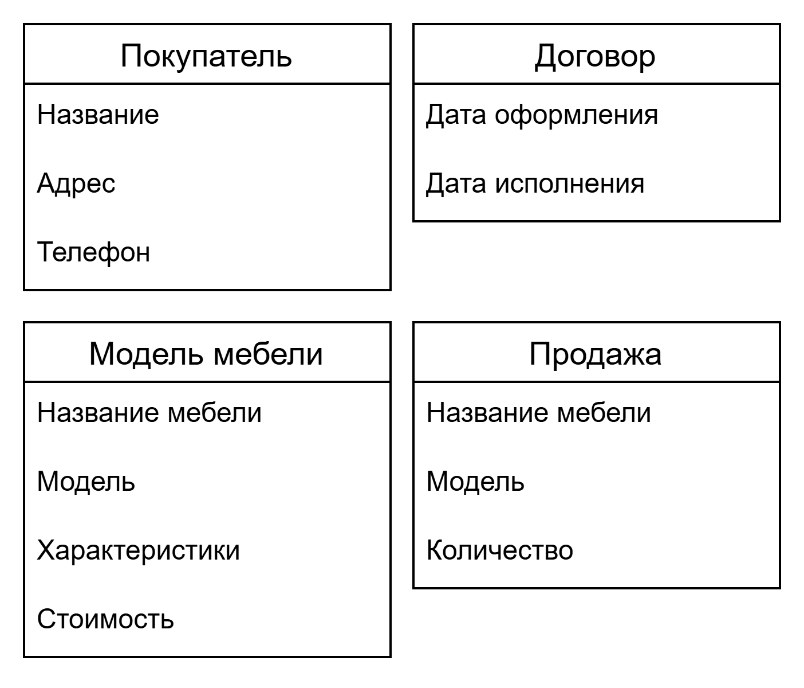 Покупатель
Название
Адрес
Телефон
Договор
Дата оформления
Дата исполнения
Модель мебели
Название мебели
Модель
Характеристики
Стоимость
Продажа
Название мебели
Модель
Количество